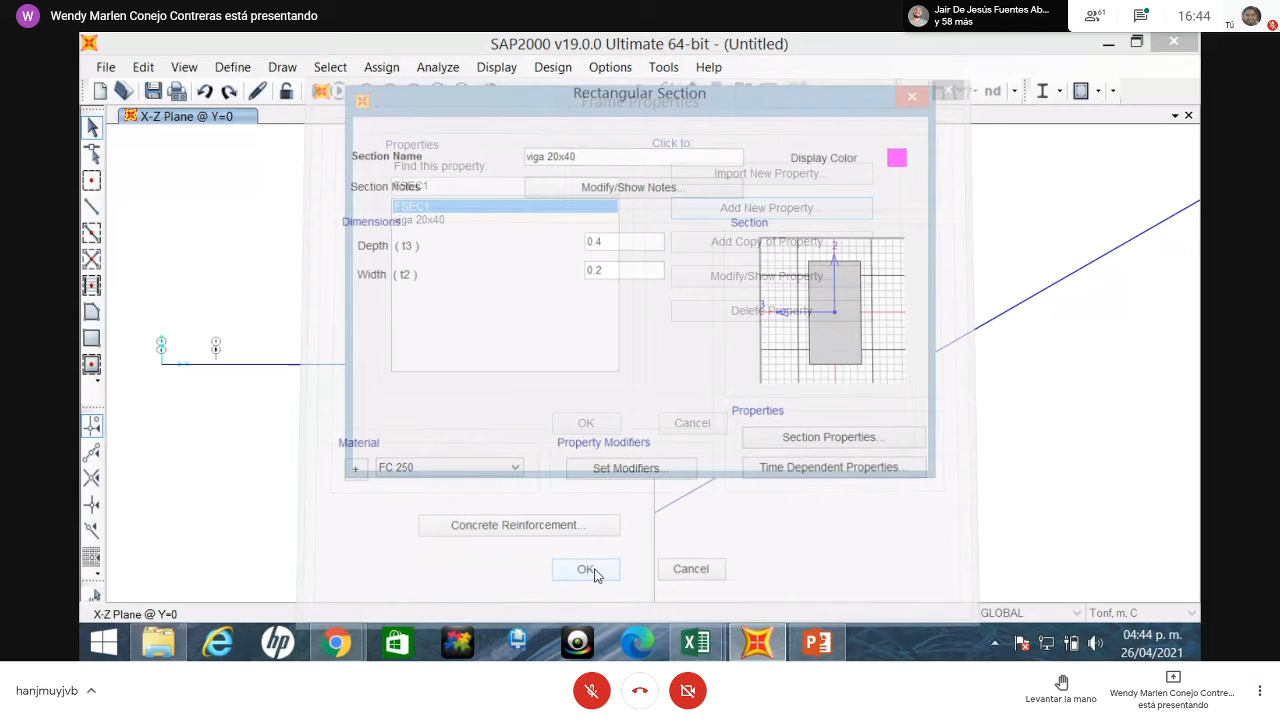 W Wendy Marlen Conejo Contreras está presentando
Jair De Jesús Fuentes Ab...
y 58 más
61
16:44
Tú
SAP2000 v19.0.0 Ultimate 64-bit - (Untitled)
File Edit View Define Draw Select Assign Analyze Display Design Options Tools Help
nd
X-Z Plane @ Y=0
Rectangular Section
Frame Properties
Properties
Click to:
Section Name
viga 20x40
Display Color
Find this property:
Import New Property...
Section Notes
FSEC1
Modify/Show Notes...
FSEC1
Add New Property...
viga 20x40
Dimensions
Section
Depth ( t3 )
0.4
Add Copy of Property...
2
Width ( t2 )
0.2
Modify/Show Property...
3
Delete Property
Properties
OK
Cancel
Material
Property Modifiers
Section Properties...
+
FC 250
Set Modifiers...
Time Dependent Properties...
Concrete Reinforcement...
OK
Cancel
X-Z Plane @ Y=0
GLOBAL
Tonf, m, C
04:44 p. m.
26/04/2021
hanjmuyjvb
Levantar la mano
Wendy Marlen Conejo Contre...
está presentando